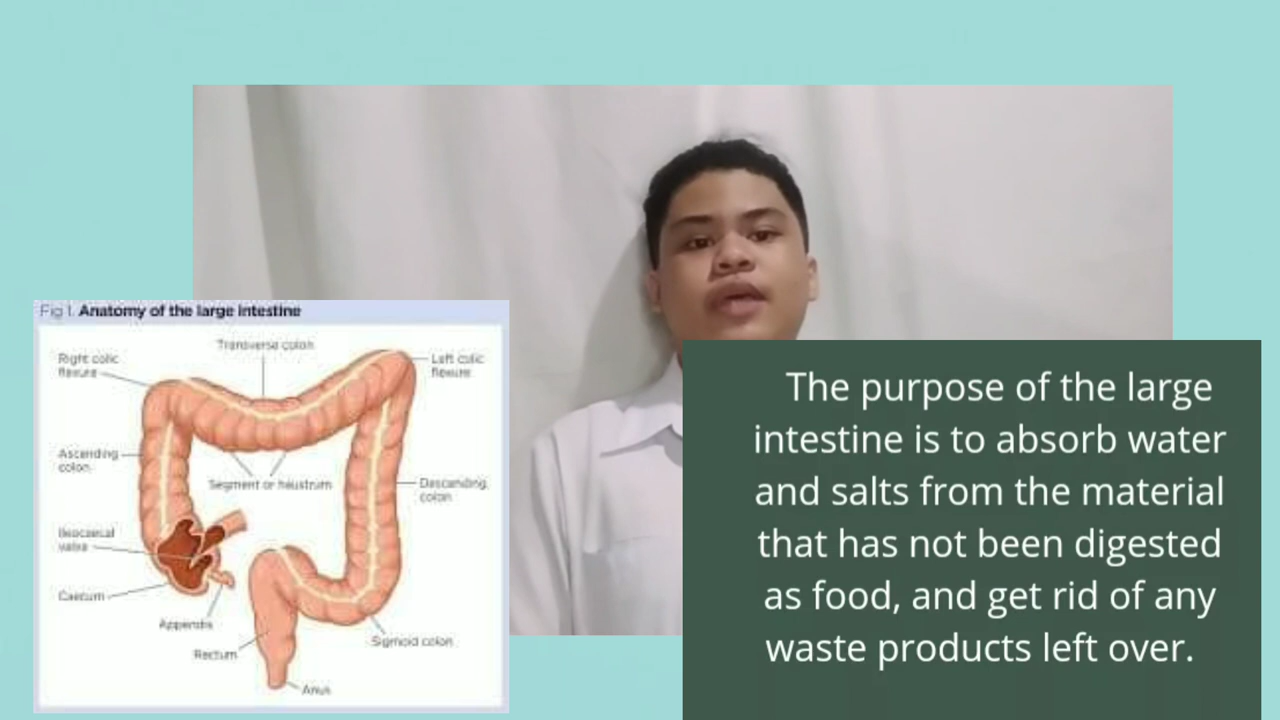 Fig 1. Anatomy of the large intestine
Transverse colon
Right colic
flexure
Left colic
flexure
Ascending
colon
Segment or haustrum
Descending
colon
Ileocaecal
valve
Caecum
Appendix
Rectum
Sigmoid colon
Anus
The purpose of the large
intestine is to absorb water
and salts from the material
that has not been digested
as food, and get rid of any
waste products left over.